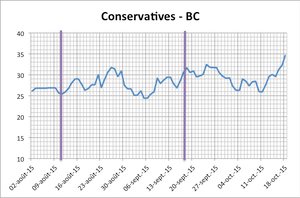 Conservatives - BC
40
35
30
25
20
15
10
02-août-15
09-août-15
16-août-15
23-août-15
30-août-15
06-sept.-15
13-sept.-15
20-sept.-15
27-sept.-15
04-oct.-15
11-oct.-15
18-oct.-15